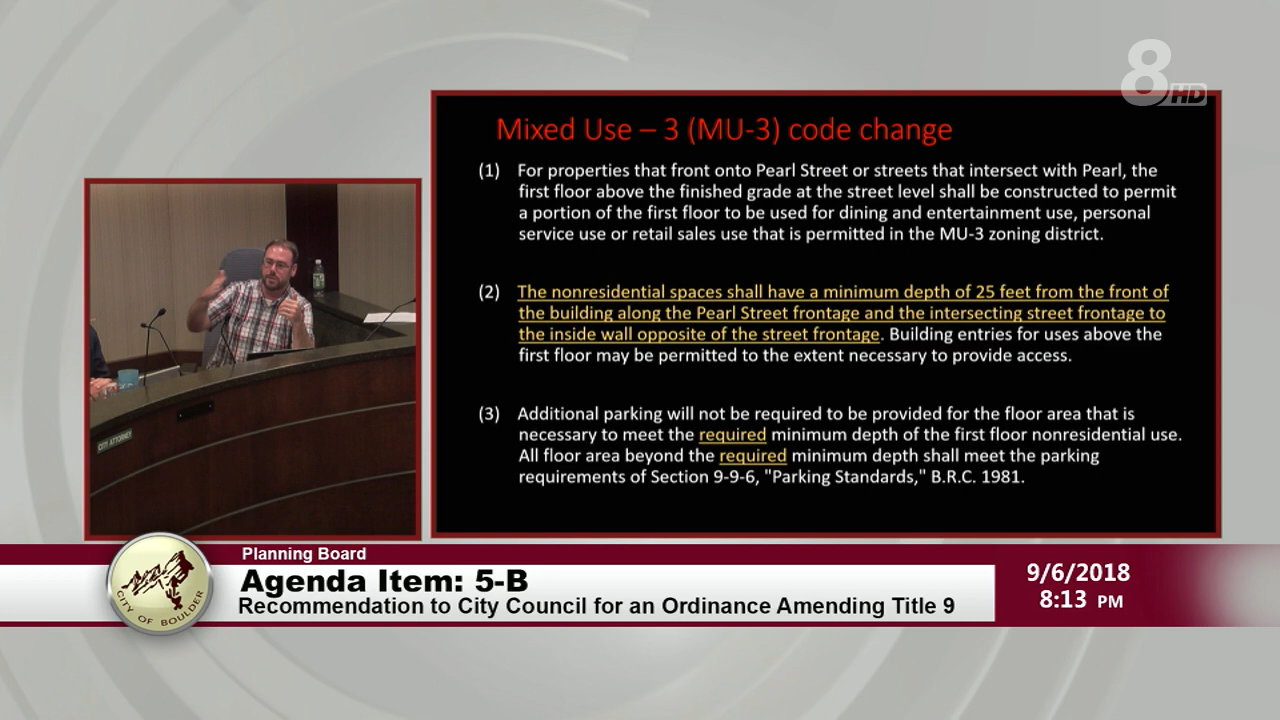 8 HD
Mixed Use – 3 (MU-3) code change
(1) For properties that front onto Pearl Street or streets that intersect with Pearl, the
first floor above the finished grade at the street level shall be constructed to permit
a portion of the first floor to be used for dining and entertainment use, personal
service use or retail sales use that is permitted in the MU-3 zoning district.
(2) The nonresidential spaces shall have a minimum depth of 25 feet from the front of
the building along the Pearl Street frontage and the intersecting street frontage to
the inside wall opposite of the street frontage. Building entries for uses above the
first floor may be permitted to the extent necessary to provide access.
(3) Additional parking will not be required to be provided for the floor area that is
necessary to meet the required minimum depth of the first floor nonresidential use.
All floor area beyond the required minimum depth shall meet the parking
requirements of Section 9-9-6, "Parking Standards," B.R.C. 1981.
CITY ATTORNEY
Planning Board
Agenda Item: 5-B
Recommendation to City Council for an Ordinance Amending Title 9
CITY OF BOULDER
9/6/2018
8:13 PM